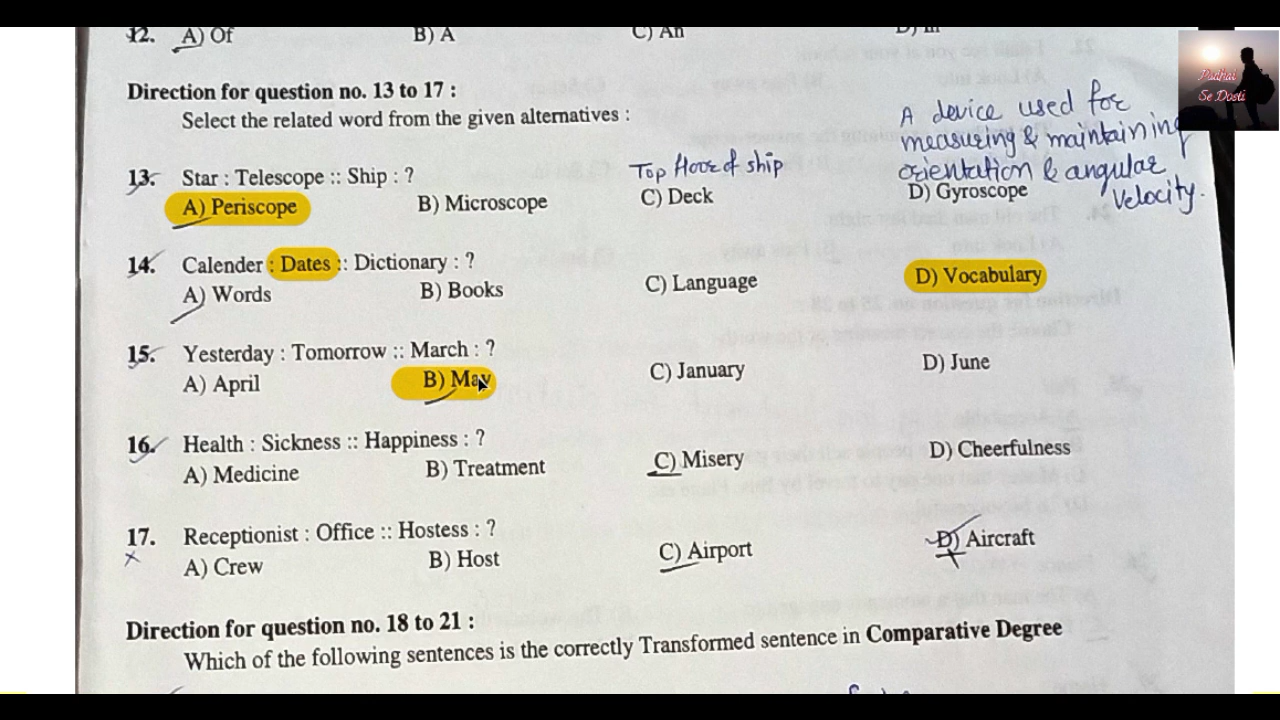 12. A) Of B) A C) An D) In
Direction for question no. 13 to 17 :
Select the related word from the given alternatives :
A device used for
measuring & maintaining
orientation & angular
velocity.
Top floor of ship
13. Star : Telescope :: Ship : ?
A) Periscope B) Microscope C) Deck D) Gyroscope
14. Calender : Dates :: Dictionary : ?
A) Words B) Books C) Language D) Vocabulary
15. Yesterday : Tomorrow :: March : ?
A) April B) May C) January D) June
16. Health : Sickness :: Happiness : ?
A) Medicine B) Treatment C) Misery D) Cheerfulness
17. Receptionist : Office :: Hostess : ?
A) Crew B) Host C) Airport D) Aircraft
Direction for question no. 18 to 21 :
Which of the following sentences is the correctly Transformed sentence in Comparative Degree
Padhai
Se Dosti